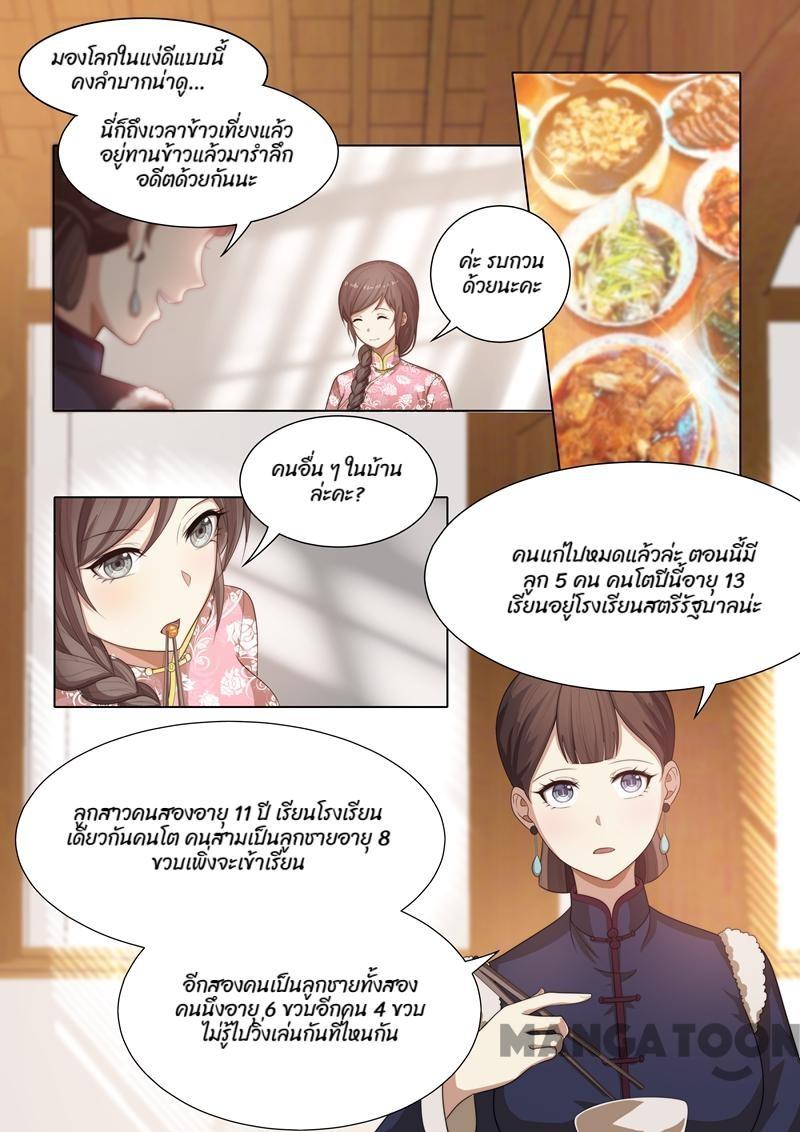 มองโลกในแง่ดีแบบนี้
คงลำบากน่าดู...
นี่ก็ถึงเวลาข้าวเที่ยงแล้ว
อยู่ทานข้าวแล้วมารำลึก
อดีตด้วยกันนะ
ค่ะ รบกวน
ด้วยนะคะ
คนอื่น ๆ ในบ้าน
ล่ะคะ?
คนแก่ไปหมดแล้วล่ะ ตอนนี้มี
ลูก 5 คน คนโตปีนี้อายุ 13
เรียนอยู่โรงเรียนสตรีรัฐบาลน่ะ
ลูกสาวคนสองอายุ 11 ปี เรียนโรงเรียน
เดียวกันคนโต คนสามเป็นลูกชายอายุ 8
ขวบเพิ่งจะเข้าเรียน
อีกสองคนเป็นลูกชายทั้งสอง
คนนึงอายุ 6 ขวบอีกคน 4 ขวบ
ไม่รู้ไปวิ่งเล่นกันที่ไหนกัน
MANGATOON